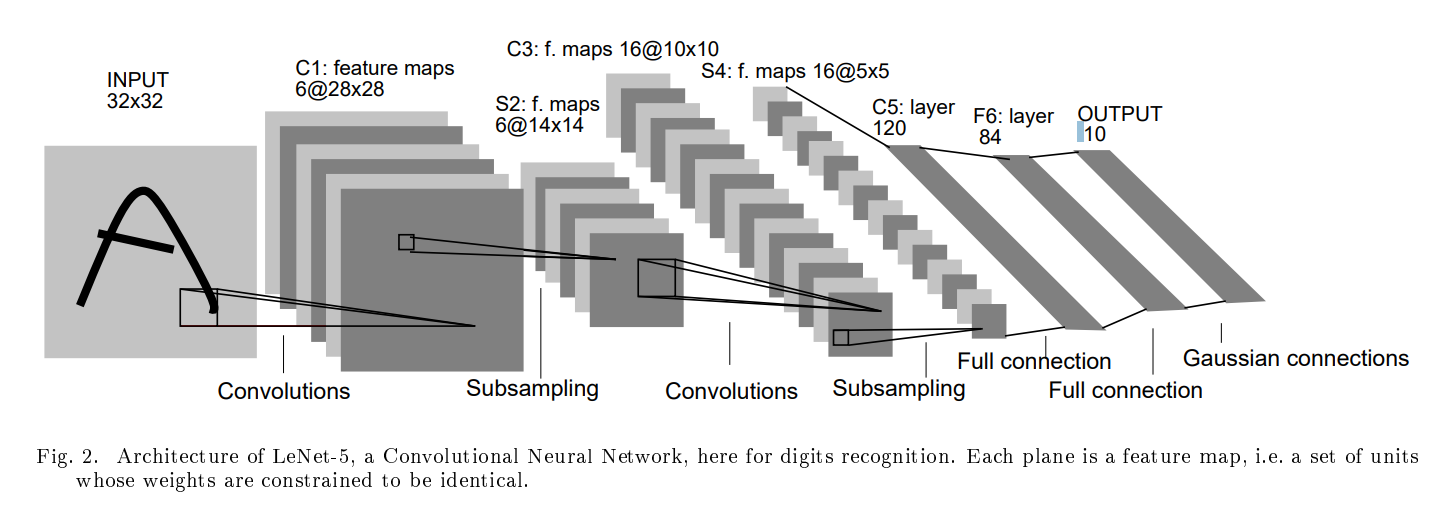 INPUT
32x32
C1: feature maps
6@28x28
S2: f. maps
6@14x14
C3: f. maps 16@10x10
S4: f. maps 16@5x5
C5: layer
120
F6: layer
84
OUTPUT
10
Convolutions
Subsampling
Convolutions
Subsampling
Full connection
Full connection
Gaussian connections
Fig. 2. Architecture of LeNet-5, a Convolutional Neural Network, here for digits recognition. Each plane is a feature map, i.e. a set of units
whose weights are constrained to be identical.